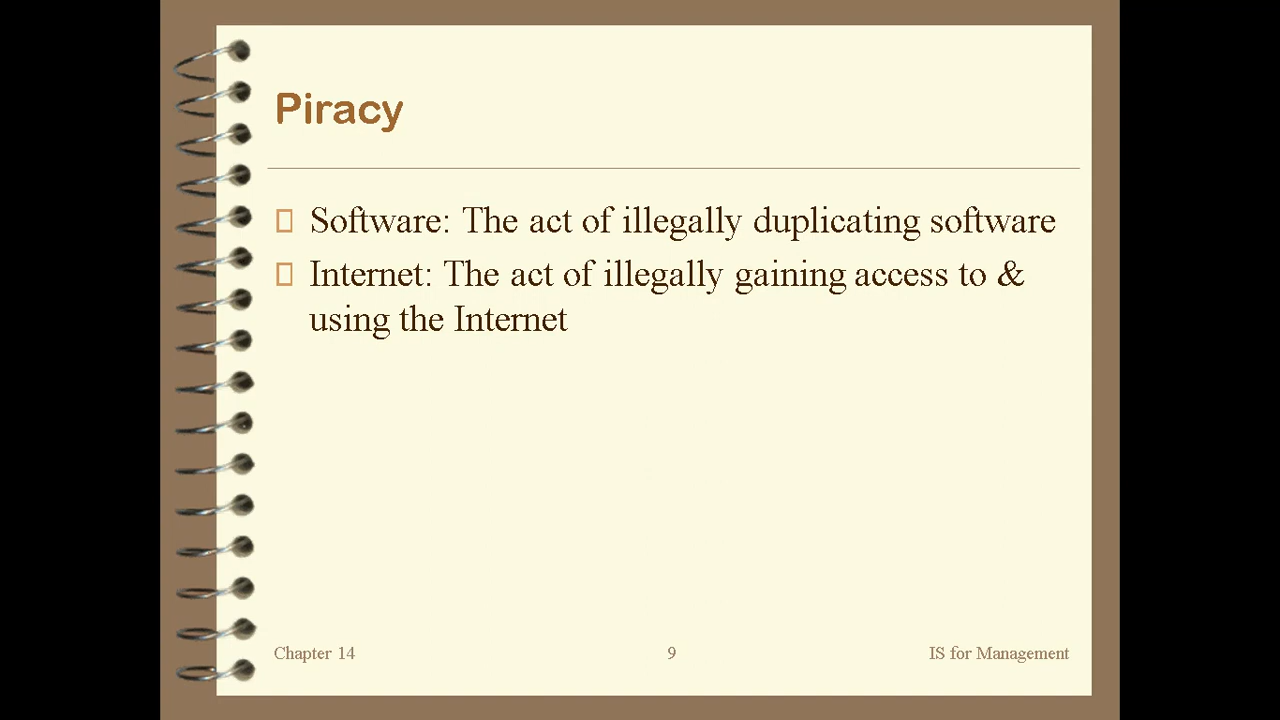 Piracy
Software: The act of illegally duplicating software
Internet: The act of illegally gaining access to &
using the Internet
Chapter 14
9
IS for Management